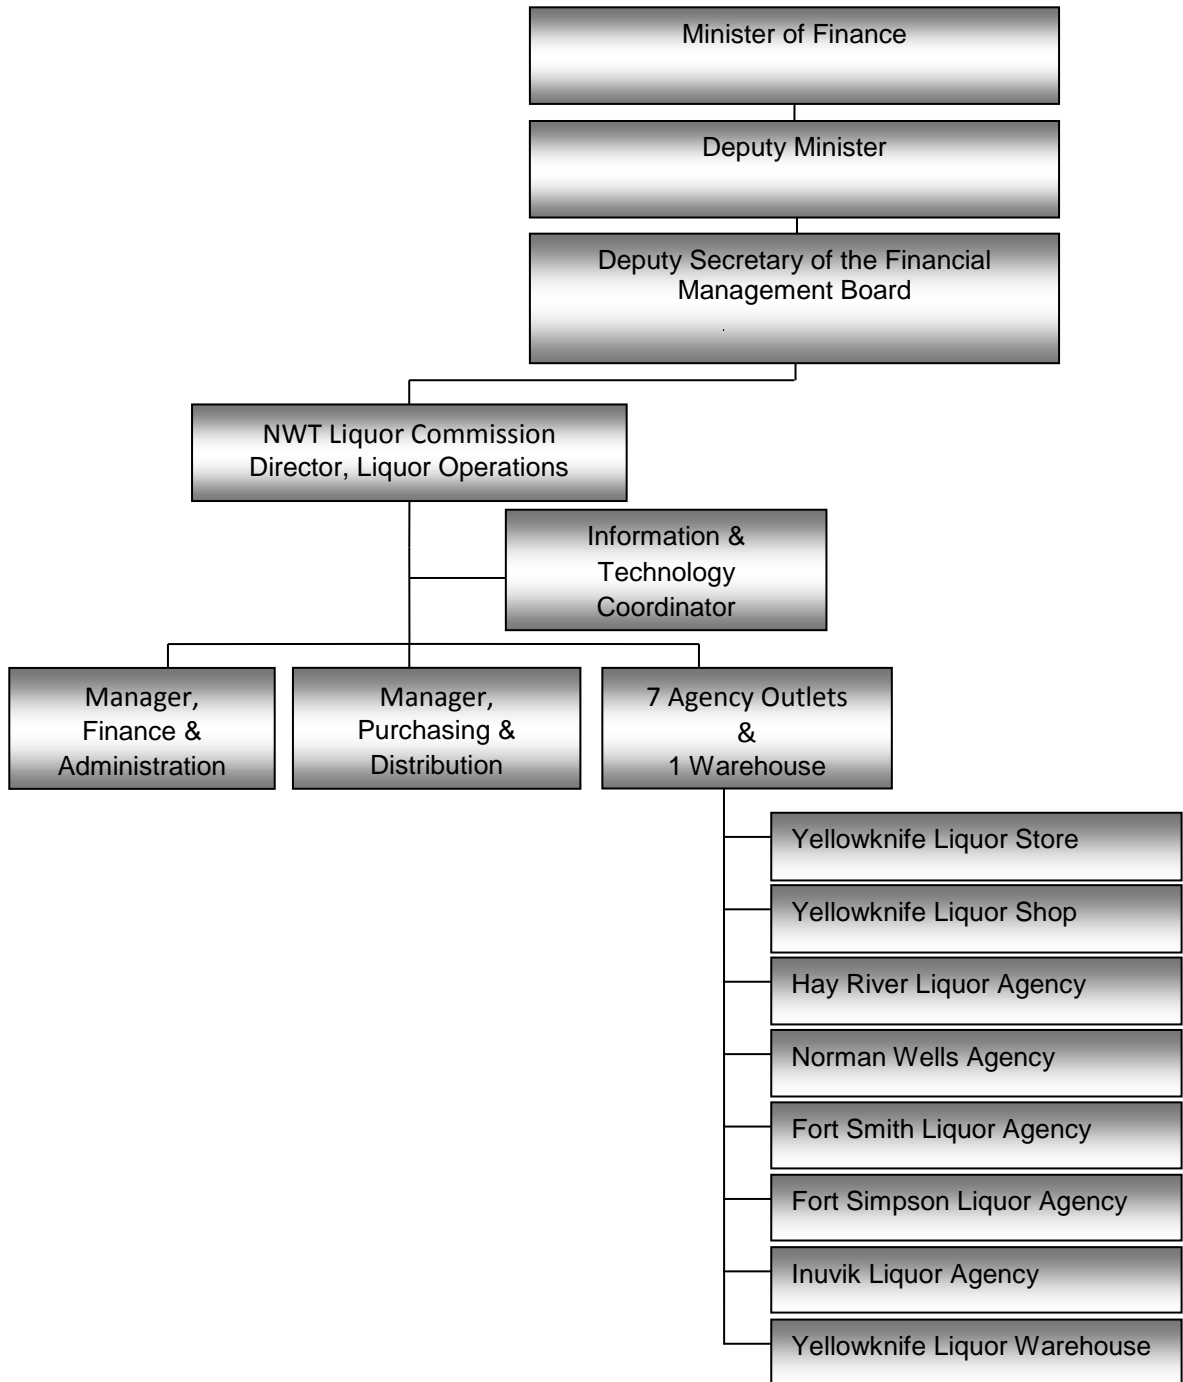 Minister of Finance
Deputy Minister
Deputy Secretary of the Financial
Management Board
NWT Liquor Commission
Director, Liquor Operations
Information &
Technology
Coordinator
Manager,
Finance &
Administration
Manager,
Purchasing &
Distribution
7 Agency Outlets
&
1 Warehouse
Yellowknife Liquor Store
Yellowknife Liquor Shop
Hay River Liquor Agency
Norman Wells Agency
Fort Smith Liquor Agency
Fort Simpson Liquor Agency
Inuvik Liquor Agency
Yellowknife Liquor Warehouse